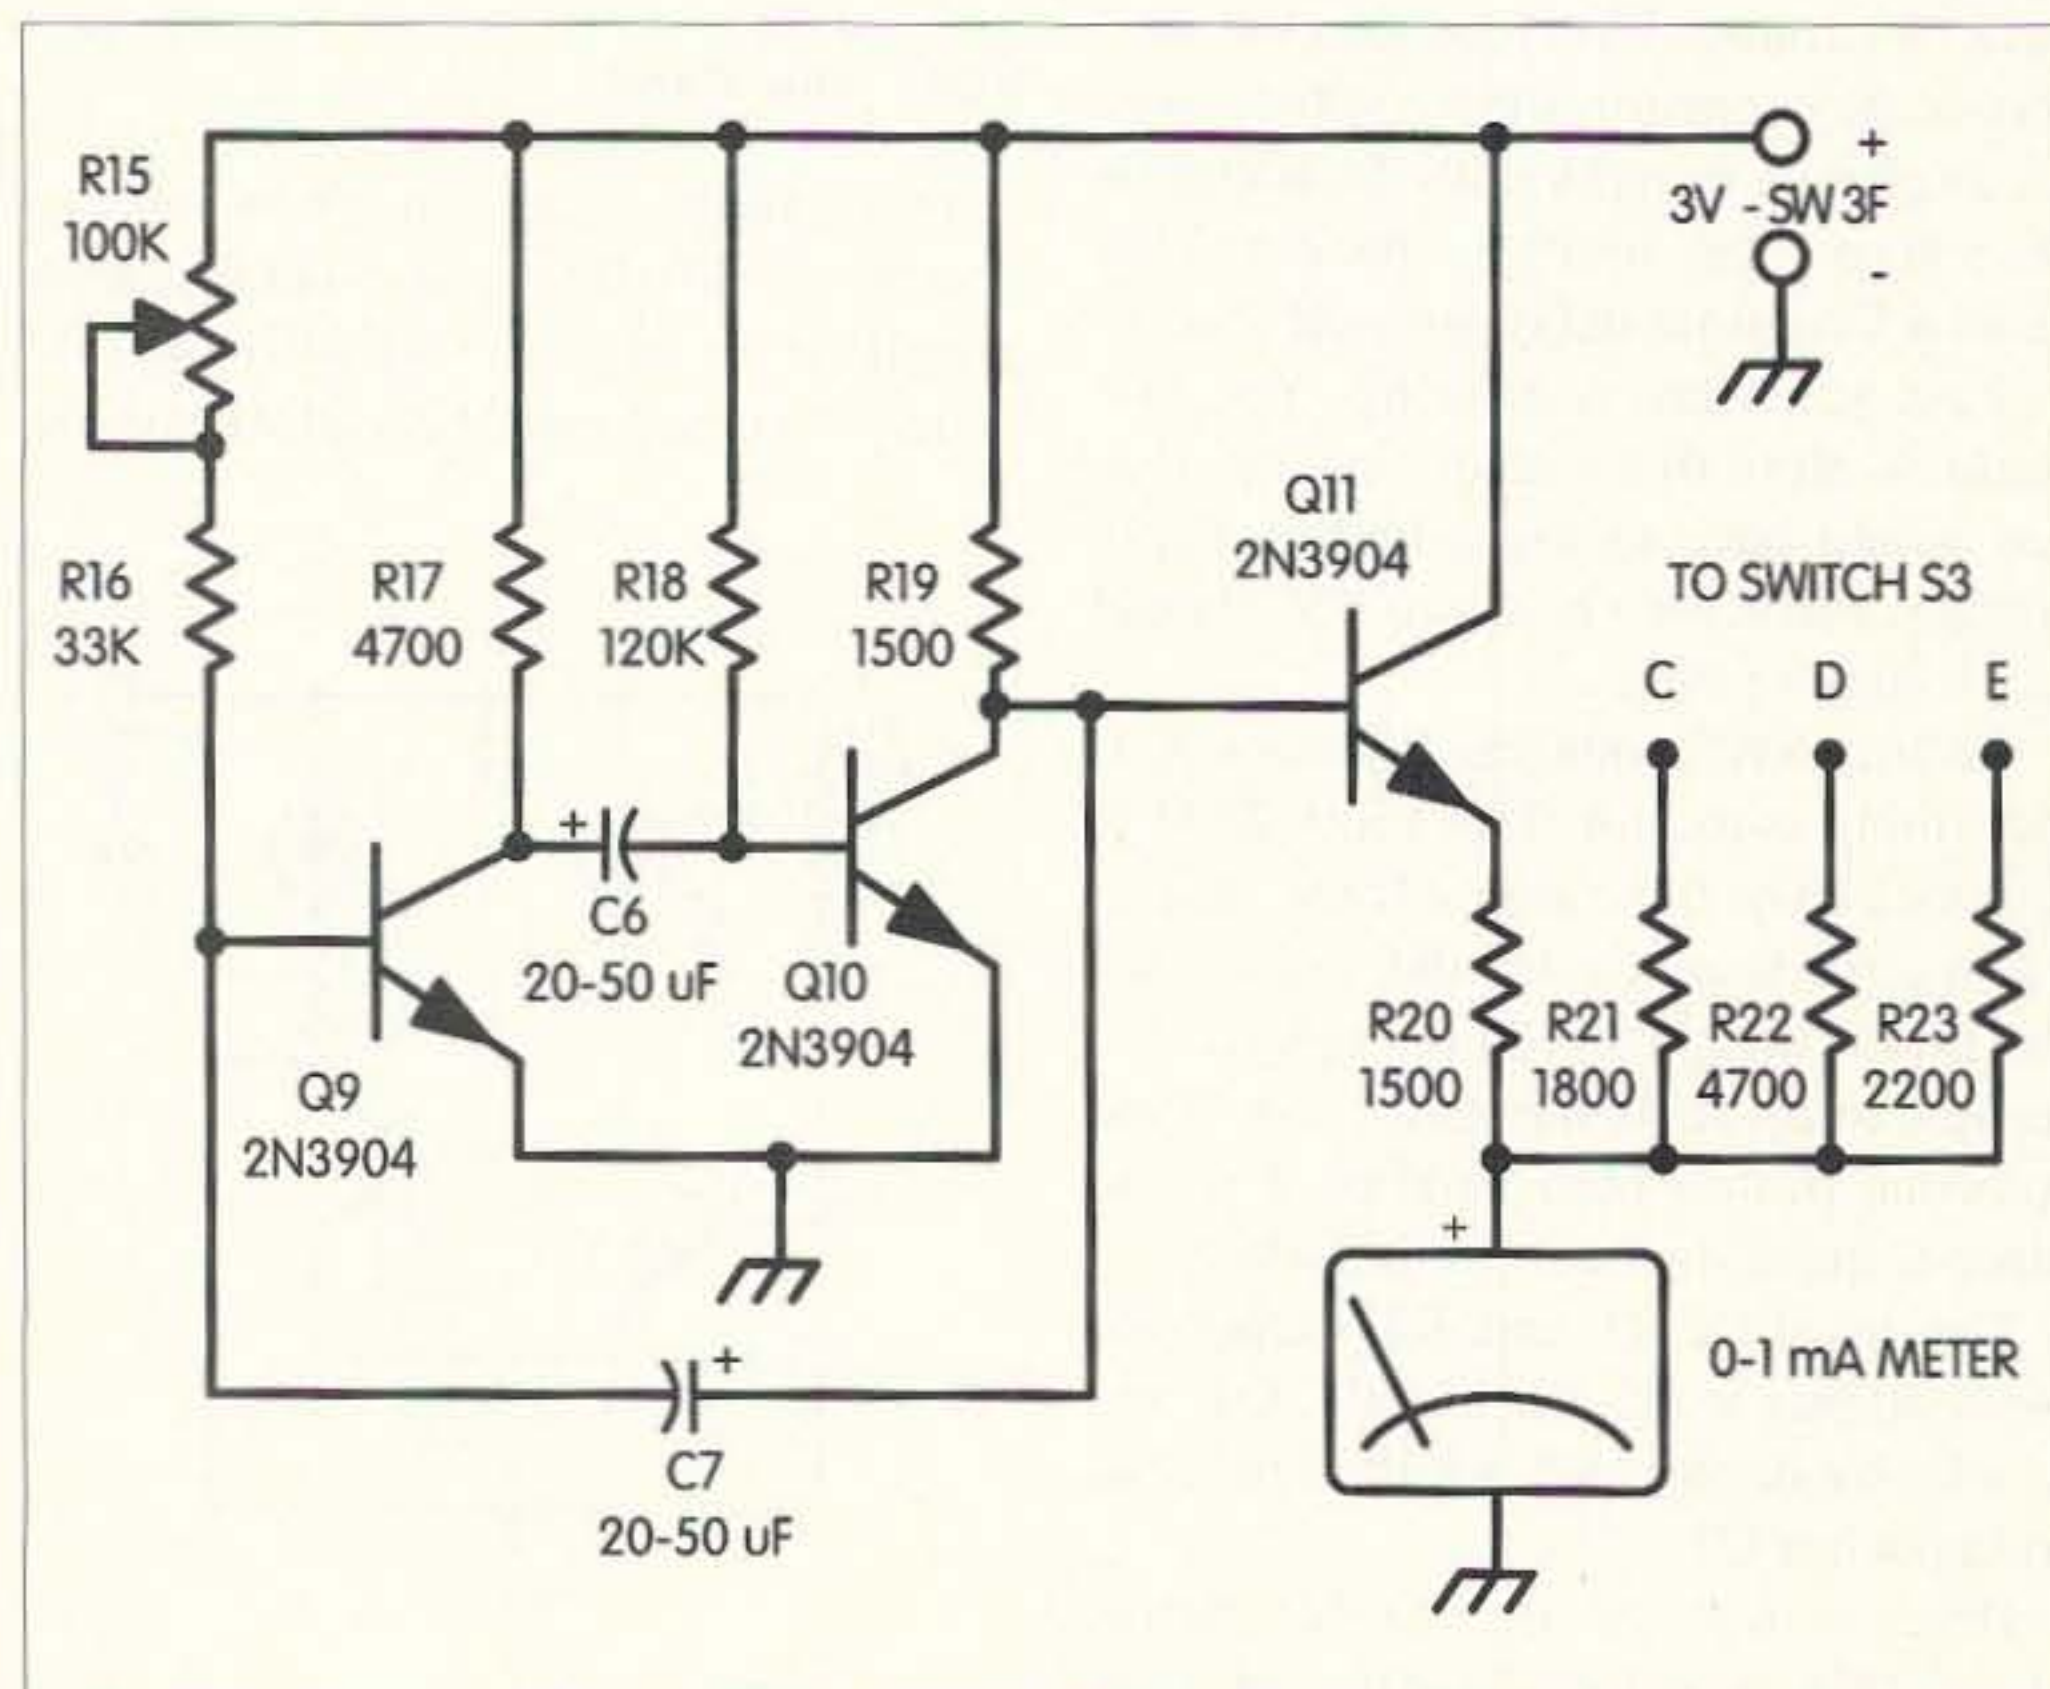 R15
100K
+
3V - SW 3F
-
R16
33K
R17
4700
R18
120K
R19
1500
Q11
2N3904
TO SWITCH S3
C
D
E
+
C6
20-50 uF
Q10
2N3904
Q9
2N3904
R20
1500
R21
1800
R22
4700
R23
2200
+
0-1 mA METER
+
C7
20-50 uF